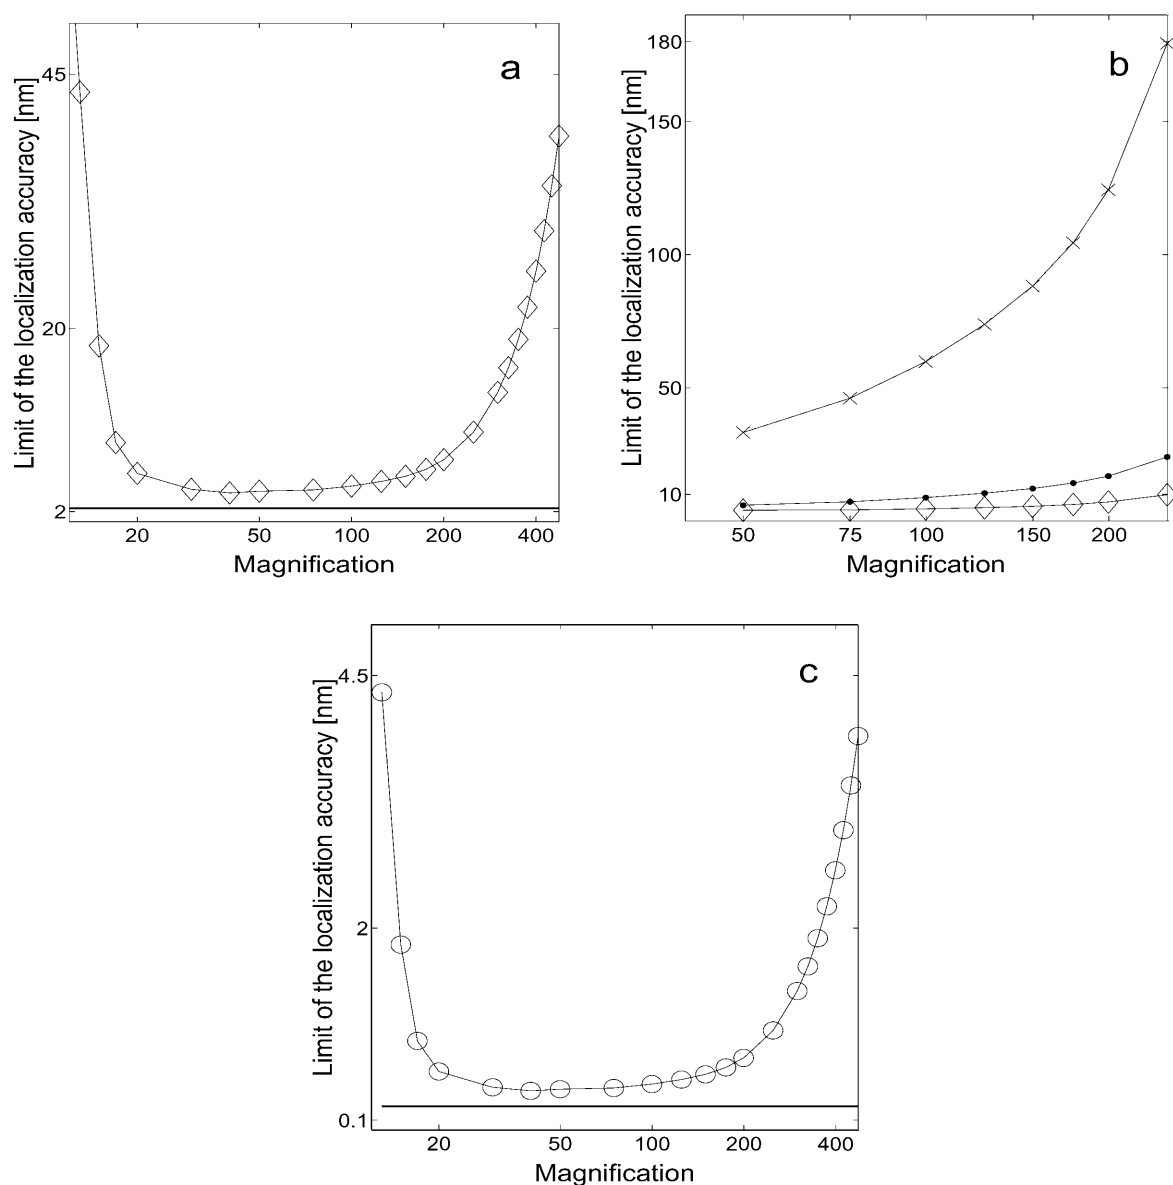 a
45
20
2
Limit of the localization accuracy [nm]
20 50 100 200 400
Magnification
b
180
150
100
50
10
Limit of the localization accuracy [nm]
50 75 100 150 200
Magnification
c
4.5
2
0.1
Limit of the localization accuracy [nm]
20 50 100 200 400
Magnification